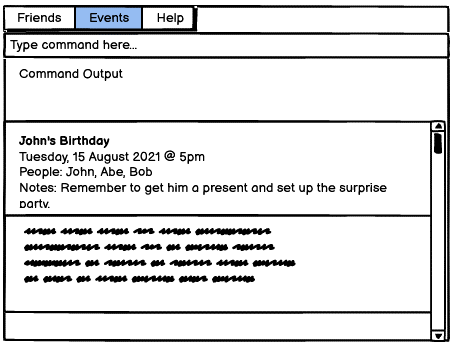 Friends Events Help
Type command here...
Command Output
John's Birthday
Tuesday, 15 August 2021 @ 5pm
People: John, Abe, Bob
Notes: Remember to get him a present and set up the surprise
party.